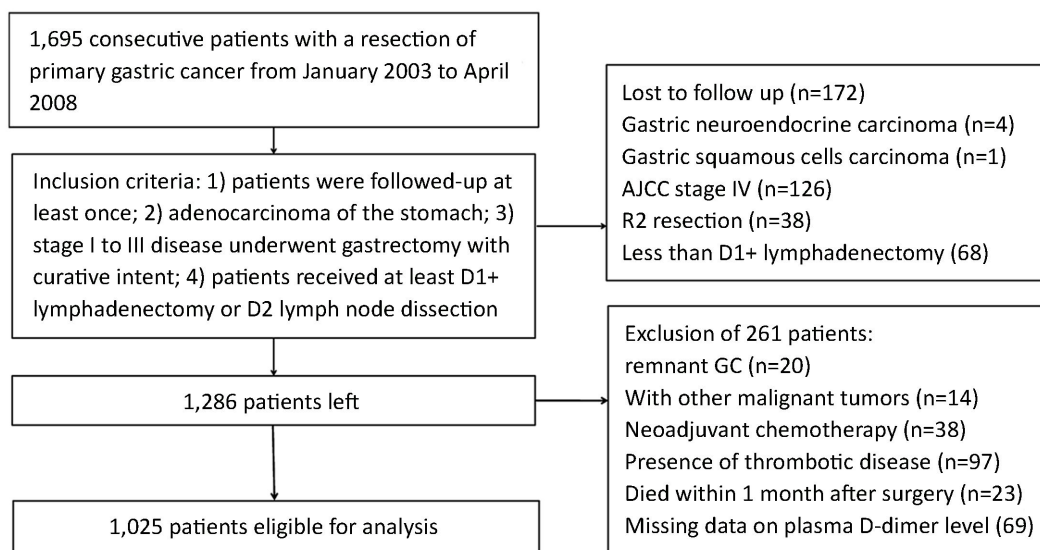 1,695 consecutive patients with a resection of
primary gastric cancer from January 2003 to April
2008
Lost to follow up (n=172)
Gastric neuroendocrine carcinoma (n=4)
Gastric squamous cells carcinoma (n=1)
AJCC stage IV (n=126)
R2 resection (n=38)
Less than D1+ lymphadenectomy (68)
Inclusion criteria: 1) patients were followed-up at
least once; 2) adenocarcinoma of the stomach; 3)
stage I to III disease underwent gastrectomy with
curative intent; 4) patients received at least D1+
lymphadenectomy or D2 lymph node dissection
Exclusion of 261 patients:
remnant GC (n=20)
With other malignant tumors (n=14)
Neoadjuvant chemotherapy (n=38)
Presence of thrombotic disease (n=97)
Died within 1 month after surgery (n=23)
Missing data on plasma D-dimer level (69)
1,286 patients left
1,025 patients eligible for analysis